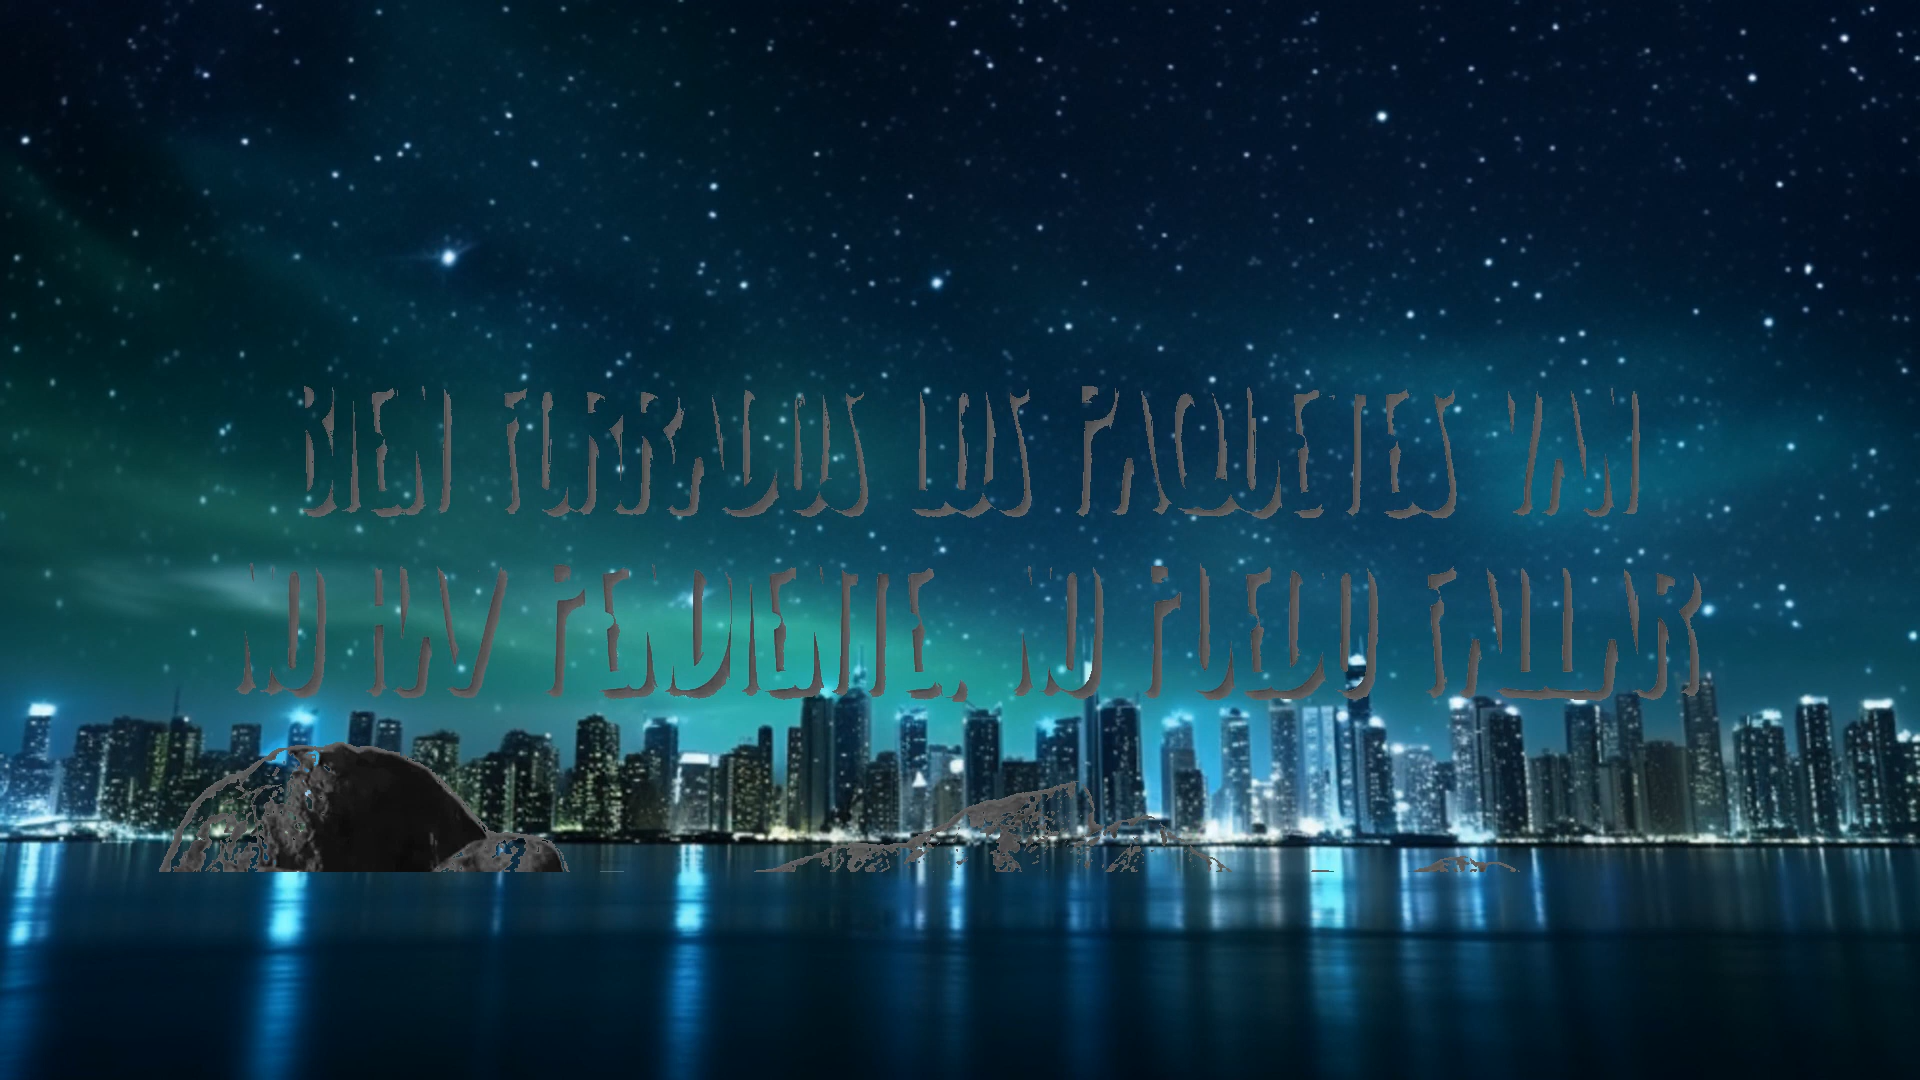 BIEN FORRADOS LOS PAQUETES VAN
NO HAY PENDIENTE, NO PUEDO FALLAR